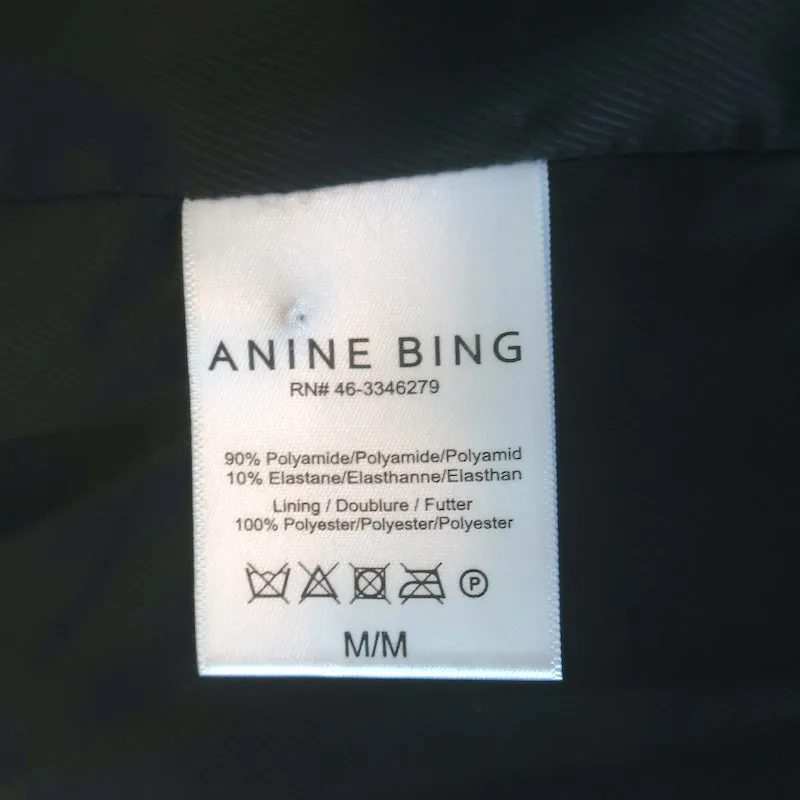 ANINE BING
RN# 46-3346279
90% Polyamide/Polyamide/Polyamid
10% Elastane/Elasthanne/Elasthan
Lining / Doublure / Futter
100% Polyester/Polyester/Polyester
P
M/M